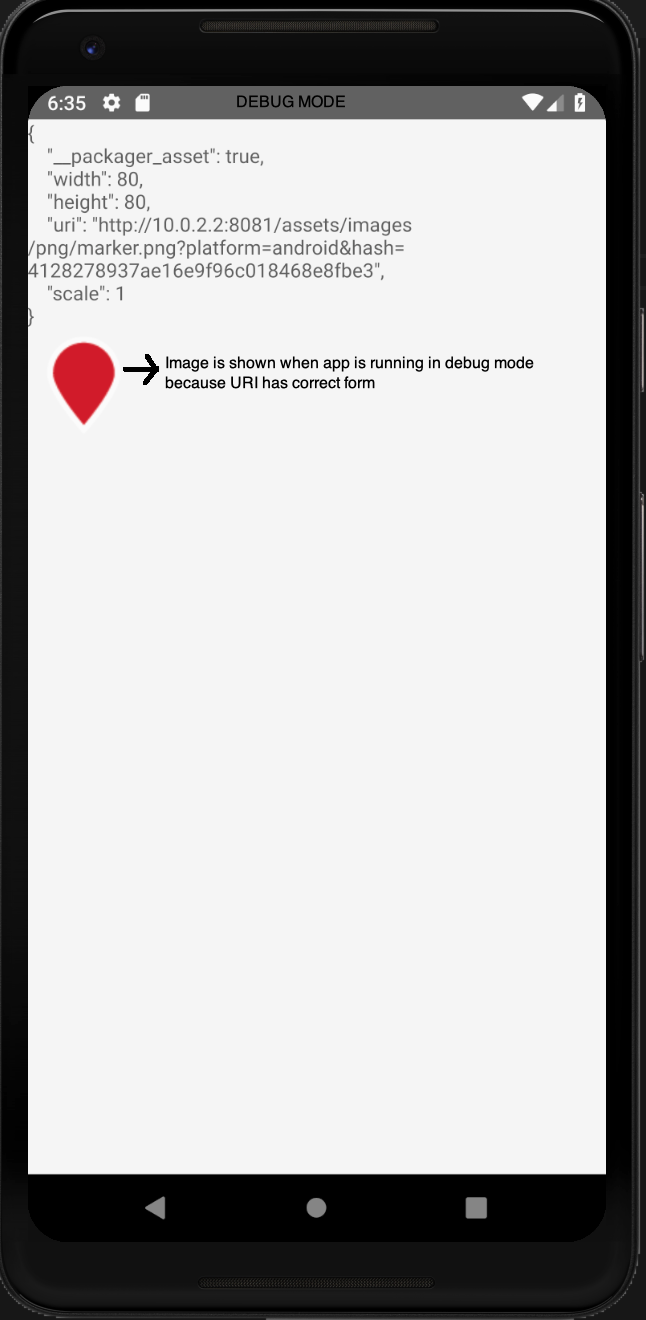 6:35 DEBUG MODE
{
"__packager_asset": true,
"width": 80,
"height": 80,
"uri": "http://10.0.2.2:8081/assets/images
/png/marker.png?platform=android&hash=
4128278937ae16e9f96c018468e8fbe3",
"scale": 1
}
Image is shown when app is running in debug mode
because URI has correct form